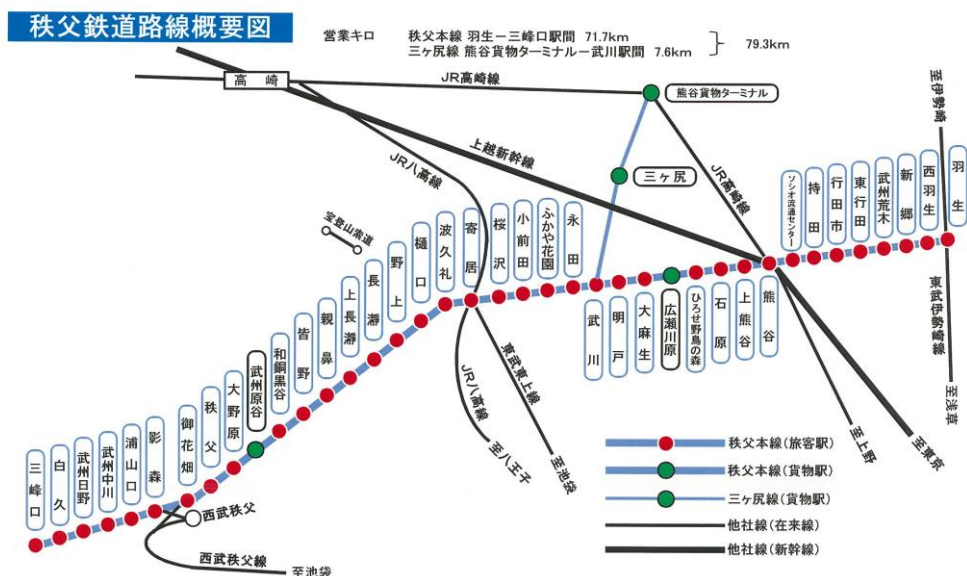 秩父鉄道路線概要図
営業キロ 秩父本線 羽生−三峰口駅間 71.7km
三ヶ尻線 熊谷貨物ターミナル−武川駅間 7.6km
79.3km
高崎
JR高崎線
熊谷貨物ターミナル
至伊勢崎
上越新幹線
JR八高線
三ヶ尻
JR高崎線
宝登山索道
ソシオ流通センター
持田
行田市
東行田
武州荒木
新郷
西羽生
羽生
樋口
波久礼
寄居
桜沢
小前田
ふかや花園
永田
野上
長瀞
上長瀞
親鼻
皆野
和銅黒谷
武州原谷
大野原
秩父
御花畑
影森
浦山口
武州中川
武州日野
白久
三峰口
武川
明戸
大麻生
広瀬川原
ひろせ野鳥の森
石原
上熊谷
熊谷
東武伊勢崎線
至浅草
東武東上線
JR八高線
至八王子
至池袋
至上野
至東京
西武秩父
西武秩父線
至池袋
秩父本線(旅客駅)
秩父本線(貨物駅)
三ヶ尻線(貨物駅)
他社線(在来線)
他社線(新幹線)